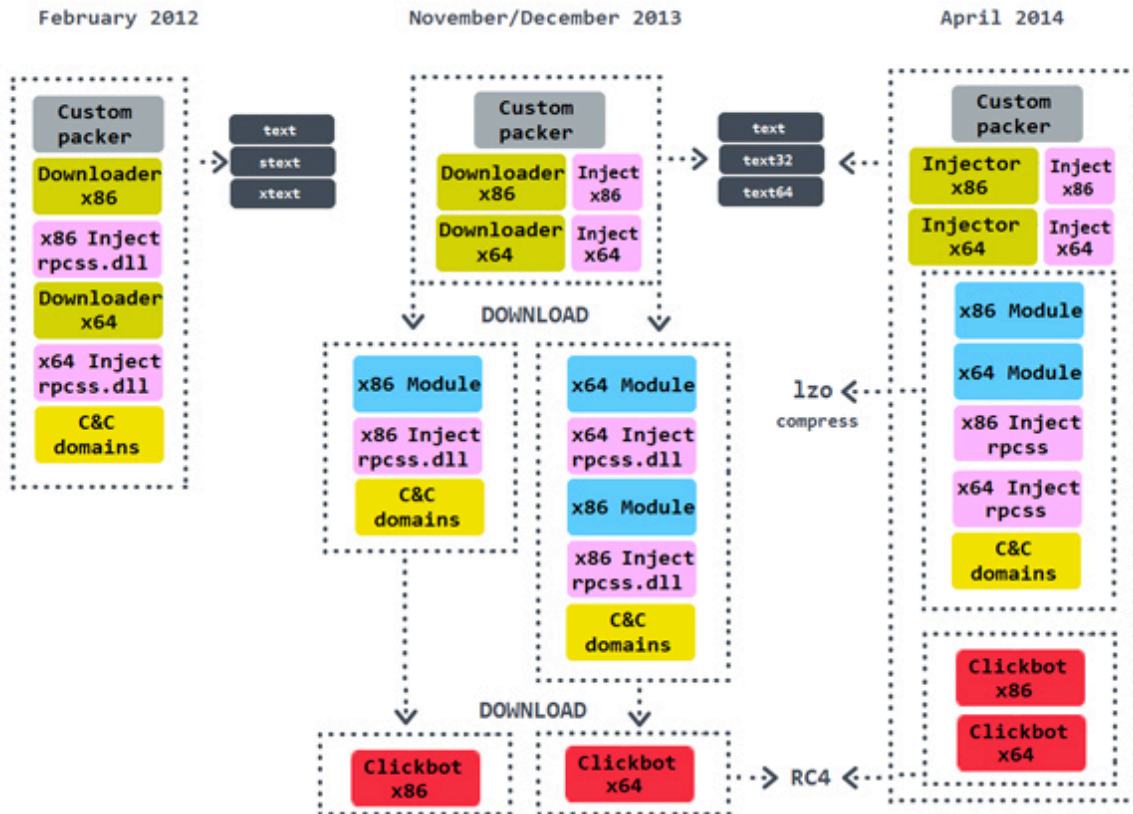 February 2012
Custom
packer
Downloader
x86
x86 Inject
rpcss.dll
Downloader
x64
x64 Inject
rpcss.dll
C&C
domains
text
stext
xtext
November/December 2013
Custom
packer
Downloader
x86
Inject
x86
Downloader
x64
Inject
x64
text
text32
text64
DOWNLOAD
x86 Module
x86 Inject
rpcss.dll
C&C
domains
x64 Module
x64 Inject
rpcss.dll
x86 Module
x86 Inject
rpcss.dll
C&C
domains
DOWNLOAD
Clickbot
x86
Clickbot
x64
RC4
April 2014
Custom
packer
Injector
x86
Inject
x86
Injector
x64
Inject
x64
x86 Module
x64 Module
x86 Inject
rpcss
x64 Inject
rpcss
C&C
domains
lzo
compress
Clickbot
x86
Clickbot
x64